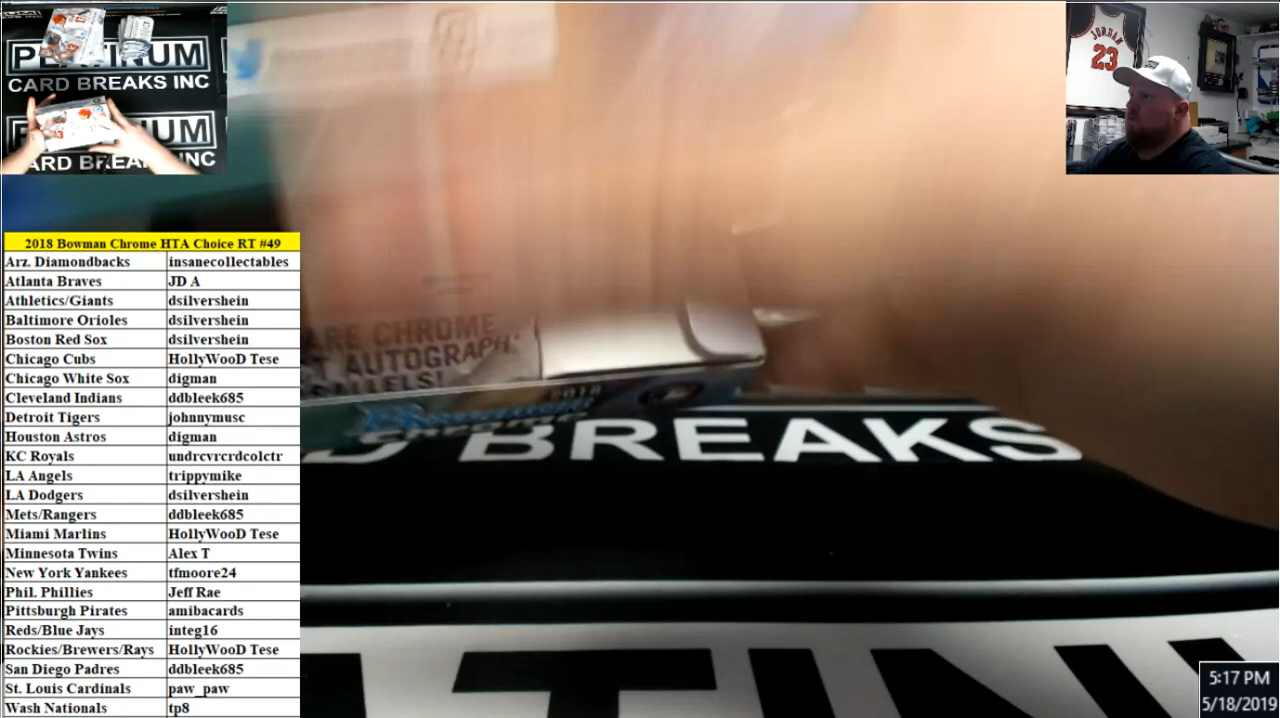 PLATINUM
CARD BREAKS INC
JORDAN
23
2018 Bowman Chrome HTA Choice RT #49
Arz. Diamondbacks insanecollectables
Atlanta Braves JD A
Athletics/Giants dsilvershein
Baltimore Orioles dsilvershein
Boston Red Sox dsilvershein
Chicago Cubs HollyWooD Tese
Chicago White Sox digman
Cleveland Indians ddbleek685
Detroit Tigers johnnymusc
Houston Astros digman
KC Royals undrcvrcrdcolctr
LA Angels trippymike
LA Dodgers dsilvershein
Mets/Rangers ddbleek685
Miami Marlins HollyWooD Tese
Minnesota Twins Alex T
New York Yankees tfmoore24
Phil. Phillies Jeff Rae
Pittsburgh Pirates amibacards
Reds/Blue Jays integ16
Rockies/Brewers/Rays HollyWooD Tese
San Diego Padres ddbleek685
St. Louis Cardinals paw_paw
Wash Nationals tp8
ARE CHROME
T AUTOGRAPH
ALLELS!
2018
Bowman
CHROME
D BREAKS
TINU
5:17 PM
5/18/2019